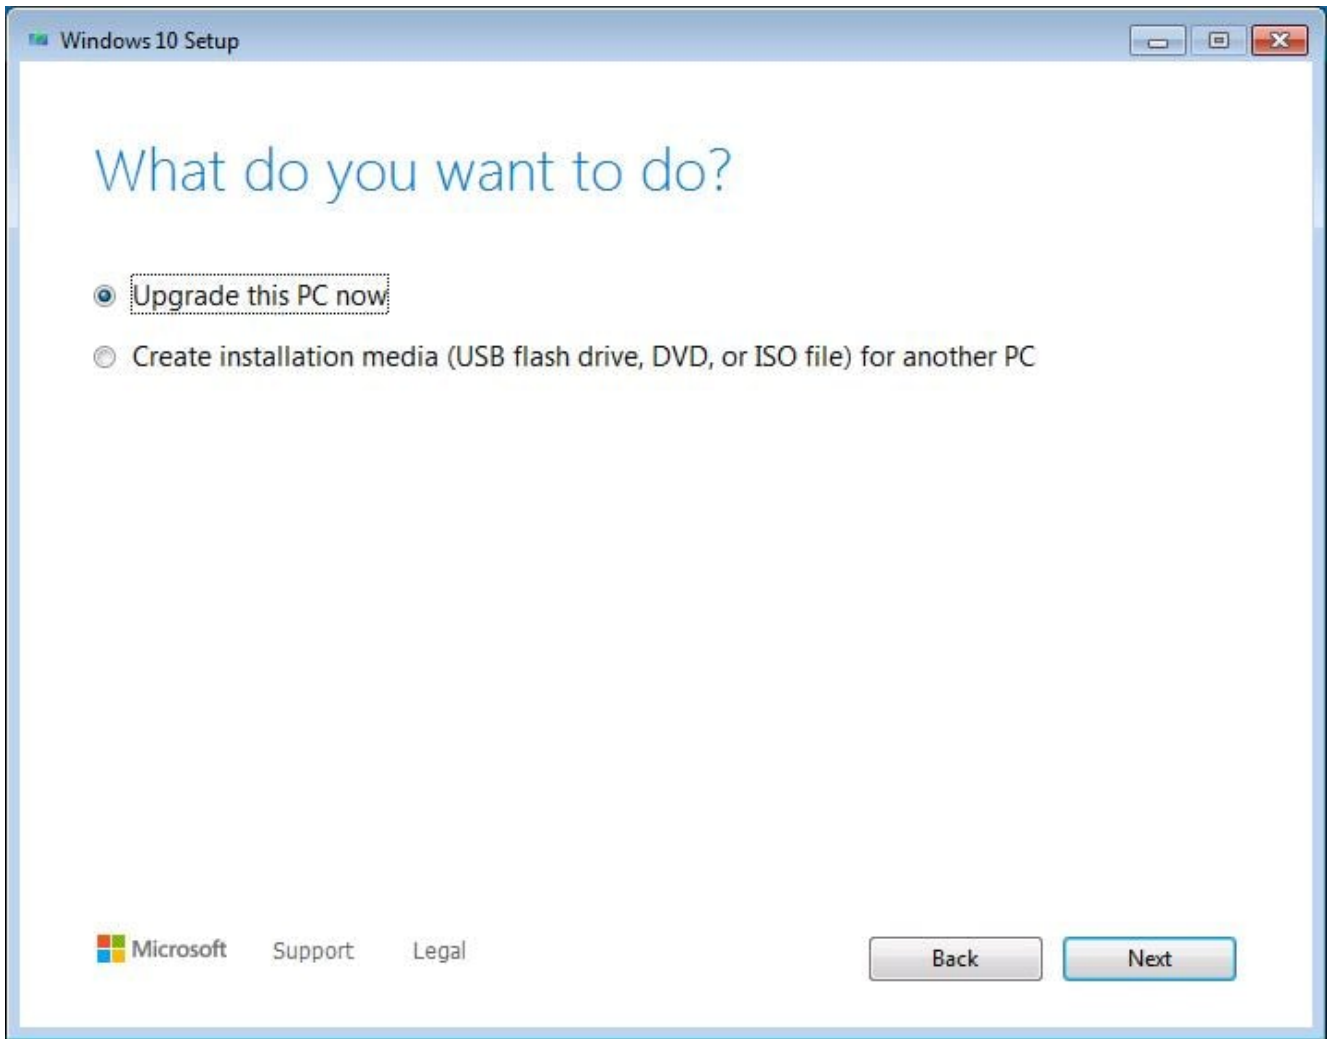 Windows 10 Setup
What do you want to do?
Upgrade this PC now
Create installation media (USB flash drive, DVD, or ISO file) for another PC
Microsoft Support Legal Back Next